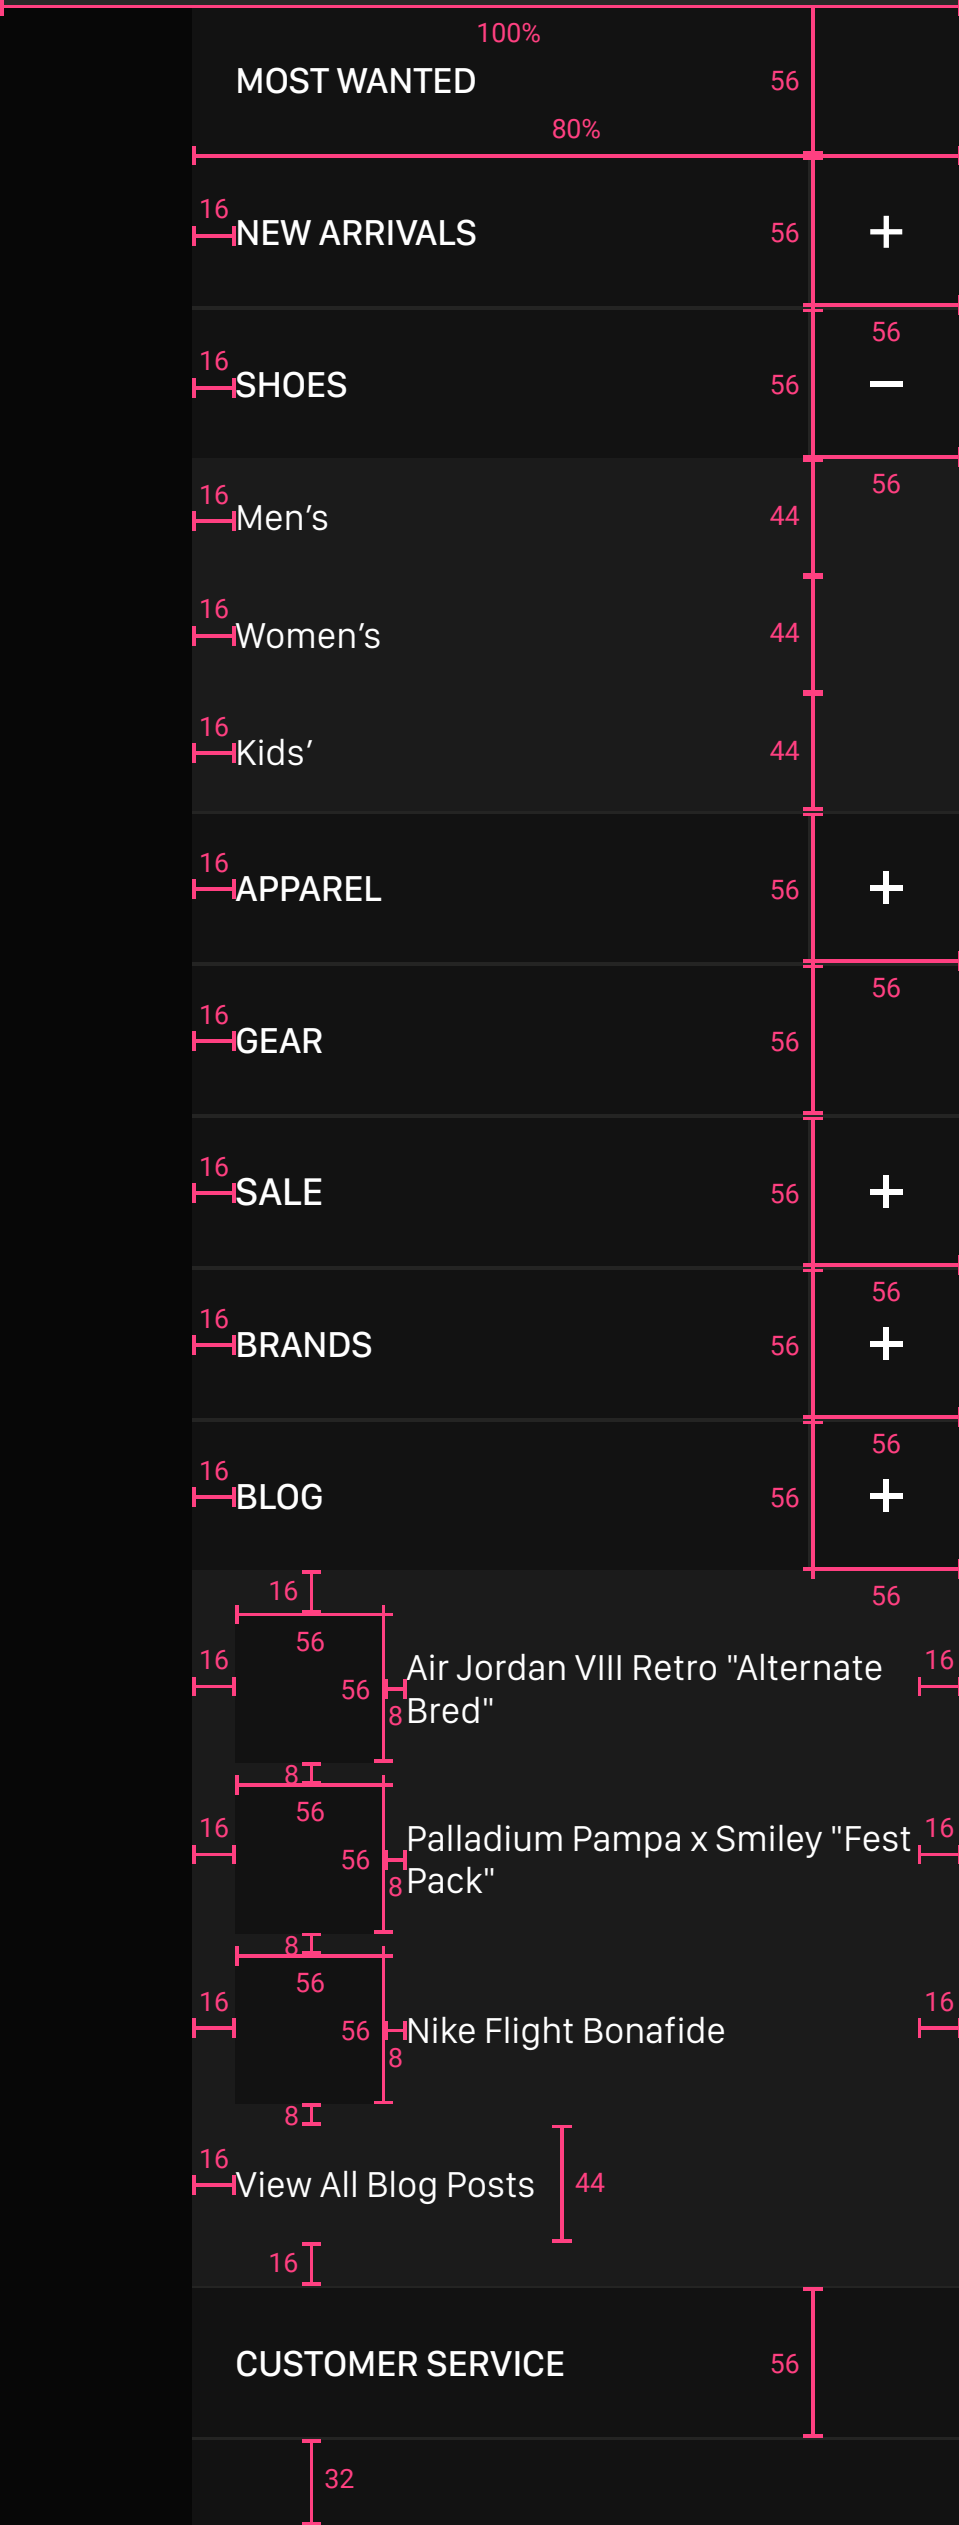 100%
MOST WANTED 56
80%
16
NEW ARRIVALS 56 +
56
16
SHOES 56 −
56
16
Men’s 44
16
Women’s 44
16
Kids’ 44
16
APPAREL 56 +
56
16
GEAR 56
16
SALE 56 +
56
16
BRANDS 56 +
56
16
BLOG 56 +
56
16
56
16 56 8 Air Jordan VIII Retro "Alternate 16
Bred"
8
56
16 56 8 Palladium Pampa x Smiley "Fest 16
Pack"
8
56
16 56 8 Nike Flight Bonafide 16
8
16
View All Blog Posts 44
16
CUSTOMER SERVICE 56
32